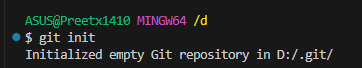 ASUS@Preetx1410 MINGW64 /d
$ git init
Initialized empty Git repository in D:/.git/